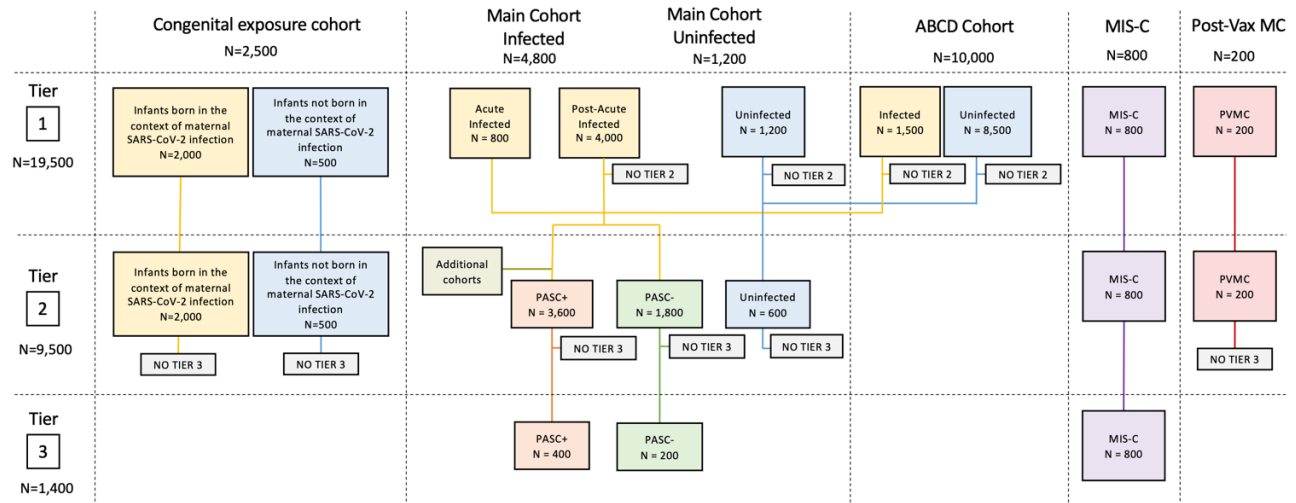 Congenital exposure cohort
N=2,500
Main Cohort
Infected
N=4,800
Main Cohort
Uninfected
N=1,200
ABCD Cohort
N=10,000
MIS-C
N=800
Post-Vax MC
N=200
Tier
1
N=19,500
Infants born in the
context of maternal
SARS-CoV-2 infection
N=2,000
Infants not born in
the context of
maternal SARS-CoV-2
infection
N=500
Acute
Infected
N = 800
Post-Acute
Infected
N = 4,000
Uninfected
N = 1,200
Infected
N = 1,500
Uninfected
N = 8,500
MIS-C
N = 800
PVMC
N = 200
NO TIER 2
NO TIER 2
NO TIER 2
NO TIER 2
Tier
2
N=9,500
Infants born in the
context of maternal
SARS-CoV-2 infection
N=2,000
Infants not born in
the context of
maternal SARS-CoV-2
infection
N=500
Additional
cohorts
PASC+
N = 3,600
PASC-
N = 1,800
Uninfected
N = 600
MIS-C
N = 800
PVMC
N = 200
NO TIER 3
NO TIER 3
NO TIER 3
NO TIER 3
NO TIER 3
NO TIER 3
Tier
3
N=1,400
PASC+
N = 400
PASC-
N = 200
MIS-C
N = 800